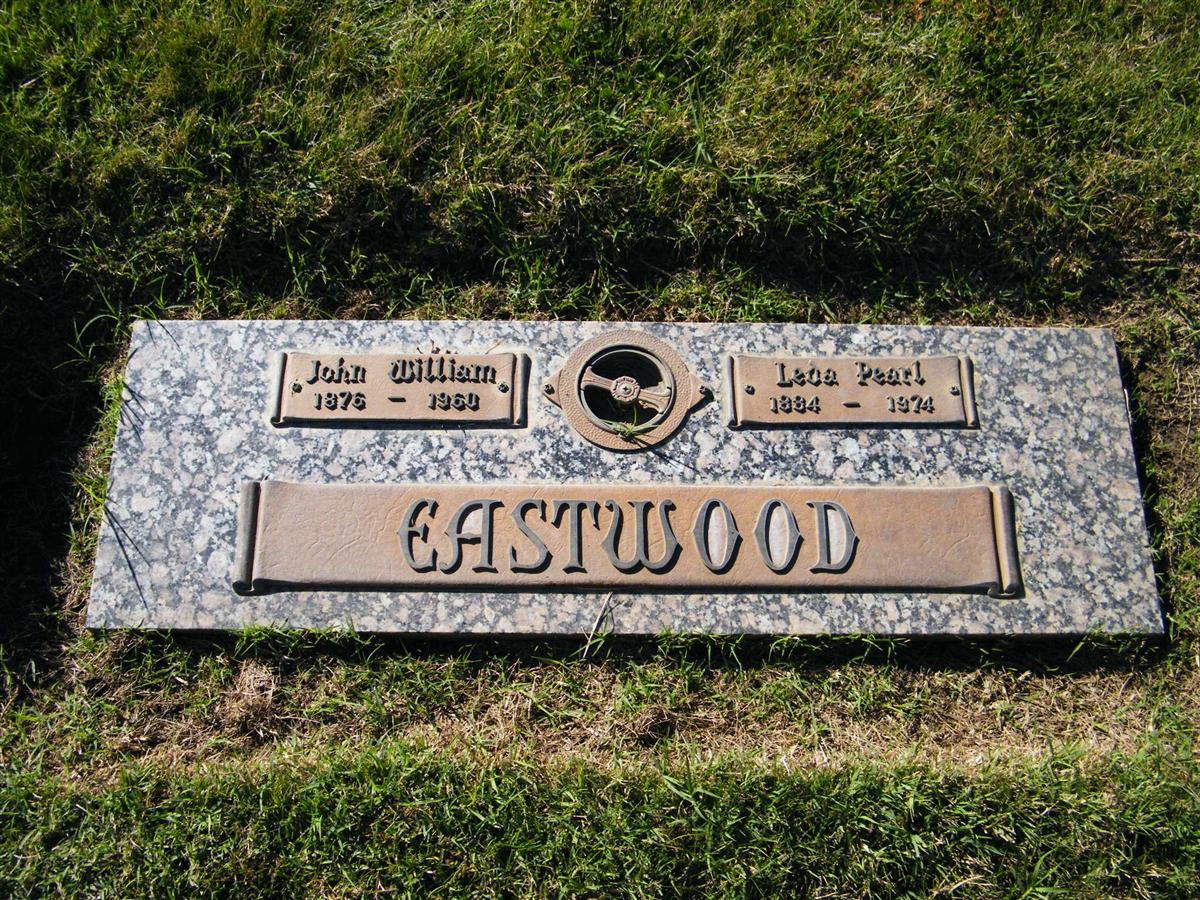 John William
1876 - 1960
Leda Pearl
1884 - 1974
EASTWOOD